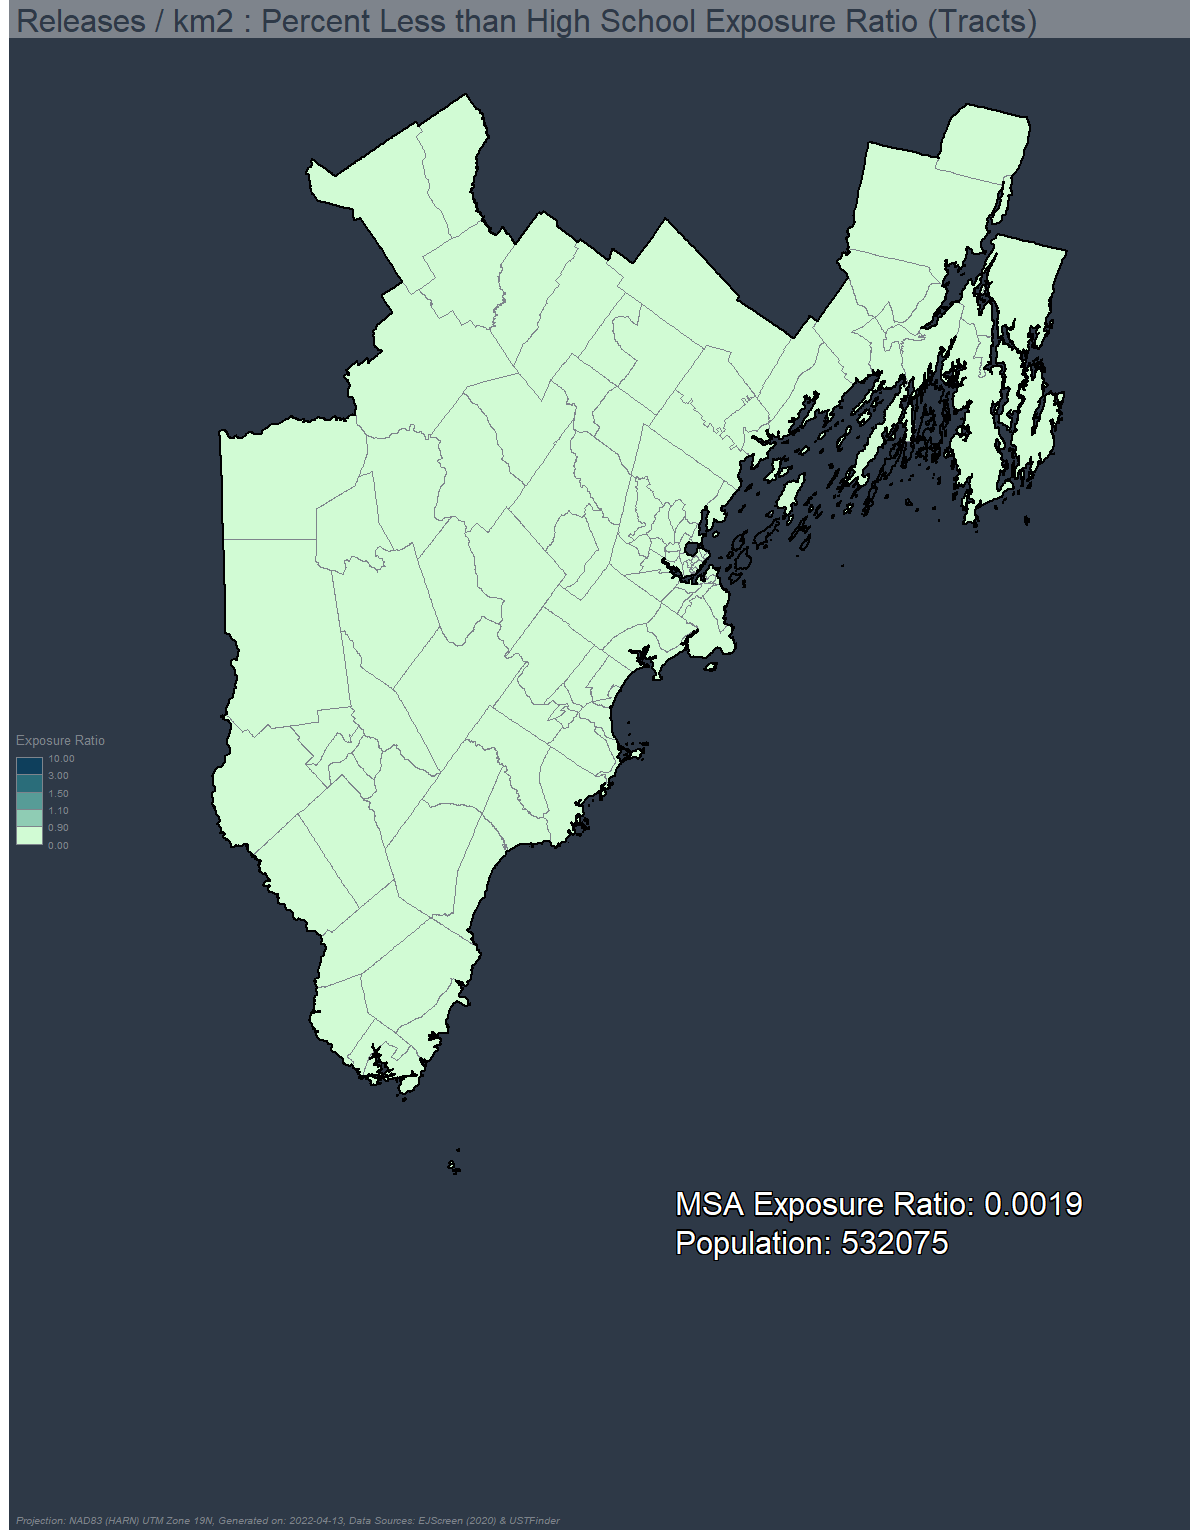 Releases / km2 : Percent Less than High School Exposure Ratio (Tracts)
Exposure Ratio
10.00
3.00
1.50
1.10
0.90
0.00
MSA Exposure Ratio: 0.0019
Population: 532075
Projection: NAD83 (HARN) UTM Zone 19N, Generated on: 2022-04-13, Data Sources: EJScreen (2020) & USTFinder